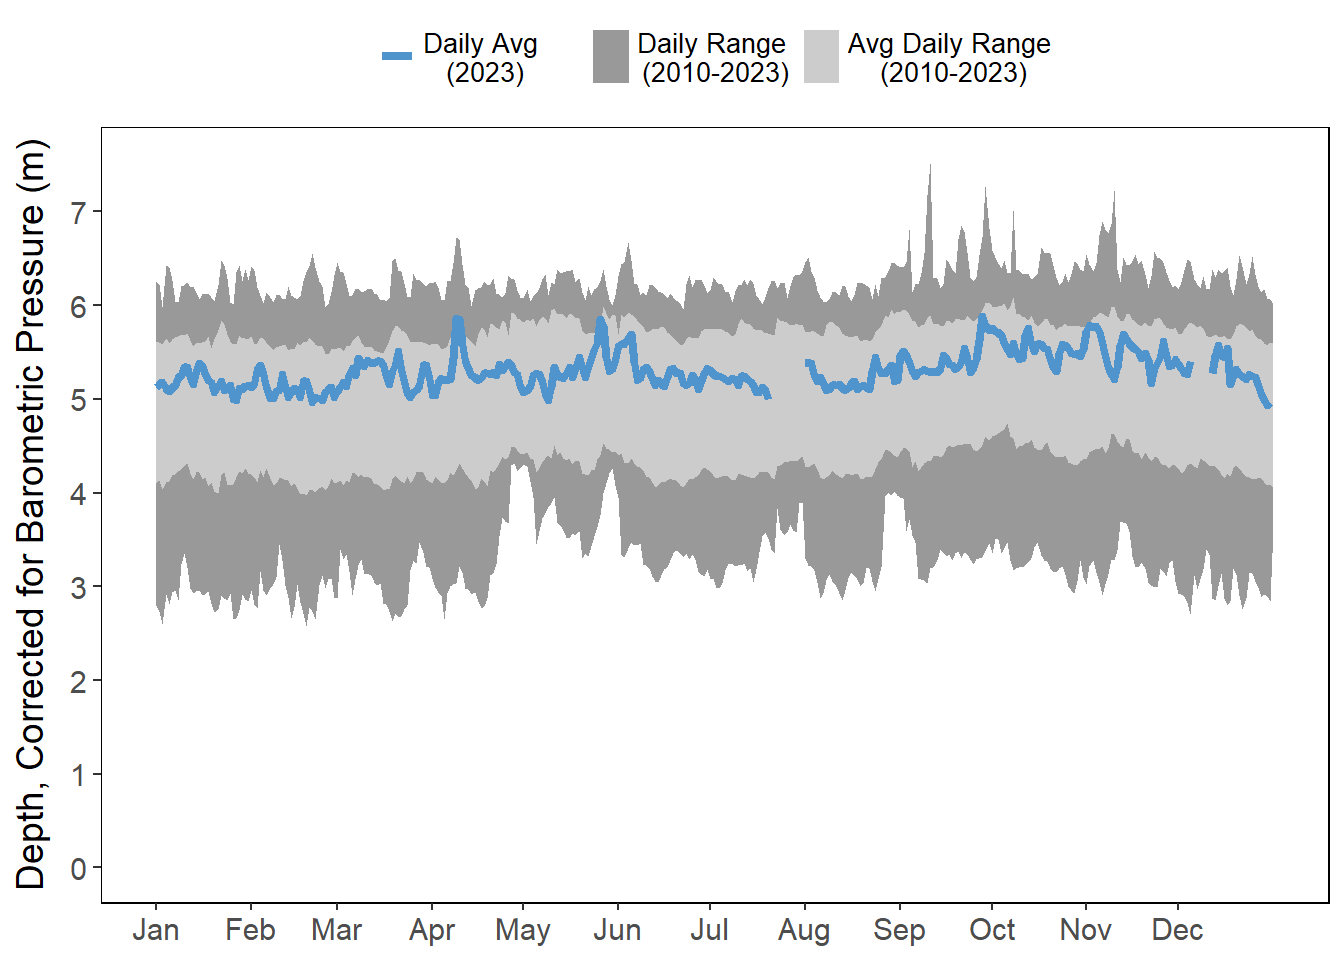 Daily Avg
(2023)
Daily Range
(2010-2023)
Avg Daily Range
(2010-2023)
Depth, Corrected for Barometric Pressure (m)
7
6
5
4
3
2
1
0
Jan Feb Mar Apr May Jun Jul Aug Sep Oct Nov Dec